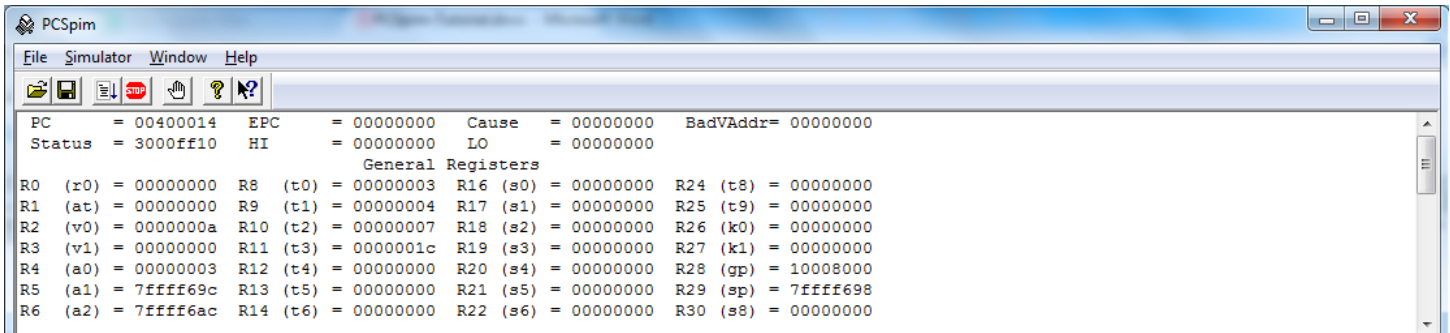 PCSpim
File Simulator Window Help
STOP
PC = 00400014 EPC = 00000000 Cause = 00000000 BadVAddr= 00000000
Status = 3000ff10 HI = 00000000 LO = 00000000
General Registers
R0 (r0) = 00000000 R8 (t0) = 00000003 R16 (s0) = 00000000 R24 (t8) = 00000000
R1 (at) = 00000000 R9 (t1) = 00000004 R17 (s1) = 00000000 R25 (t9) = 00000000
R2 (v0) = 0000000a R10 (t2) = 00000007 R18 (s2) = 00000000 R26 (k0) = 00000000
R3 (v1) = 00000000 R11 (t3) = 0000001c R19 (s3) = 00000000 R27 (k1) = 00000000
R4 (a0) = 00000003 R12 (t4) = 00000000 R20 (s4) = 00000000 R28 (gp) = 10008000
R5 (a1) = 7ffff69c R13 (t5) = 00000000 R21 (s5) = 00000000 R29 (sp) = 7ffff698
R6 (a2) = 7ffff6ac R14 (t6) = 00000000 R22 (s6) = 00000000 R30 (s8) = 00000000